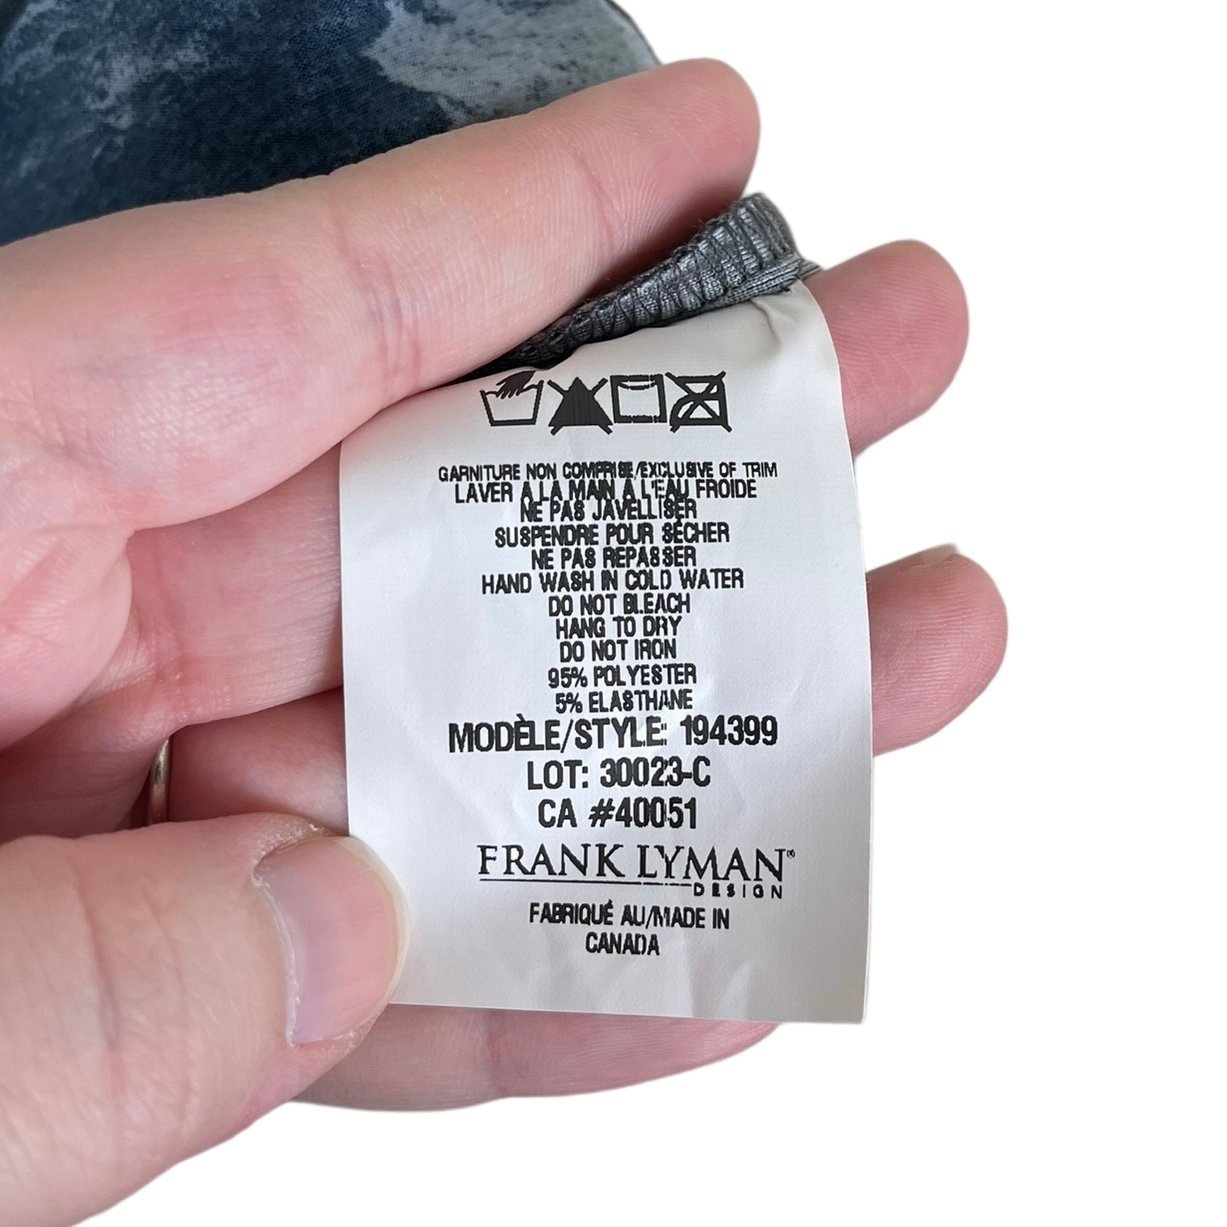 GARNITURE NON COMPRISE/EXCLUSIVE OF TRIM
LAVER À LA MAIN À L'EAU FROIDE
NE PAS JAVELLISER
SUSPENDRE POUR SÉCHER
NE PAS REPASSER
HAND WASH IN COLD WATER
DO NOT BLEACH
HANG TO DRY
DO NOT IRON
95% POLYESTER
5% ELASTHANE
MODÈLE/STYLE: 194399
LOT: 30023-C
CA #40051
FRANK LYMAN®
DESIGN
FABRIQUÉ AU/MADE IN
CANADA